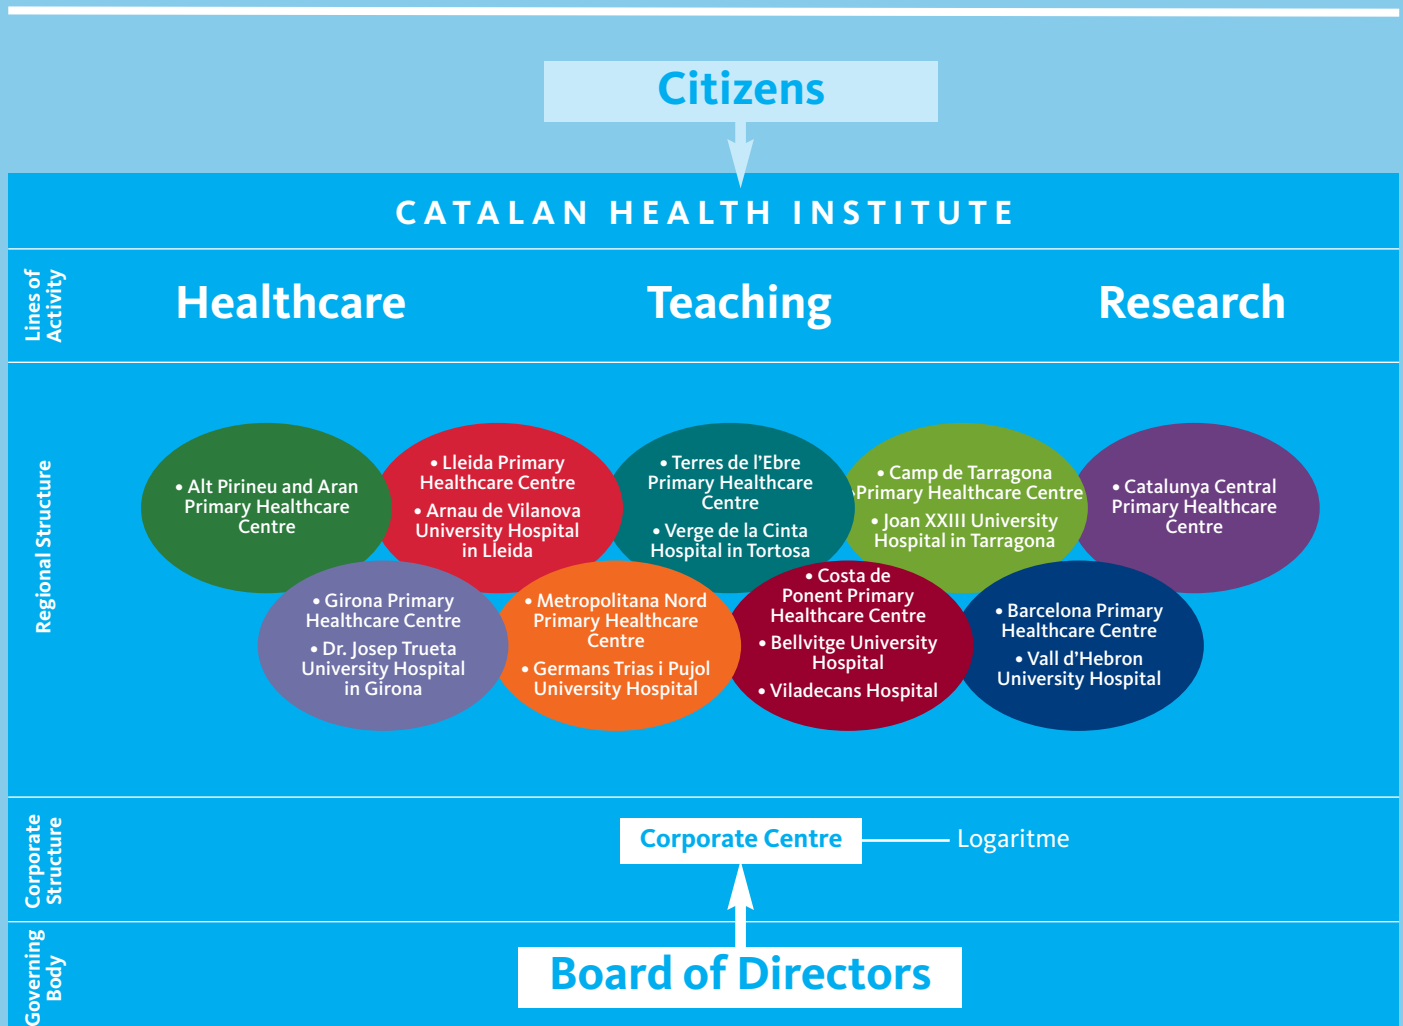 Citizens
CATALAN HEALTH INSTITUTE
Lines of
Activity
Healthcare
Teaching
Research
Regional Structure
• Alt Pirineu and Aran
Primary Healthcare
Centre
• Lleida Primary
Healthcare Centre
• Arnau de Vilanova
University Hospital
in Lleida
• Terres de l'Ebre
Primary Healthcare
Centre
• Verge de la Cinta
Hospital in Tortosa
• Camp de Tarragona
Primary Healthcare Centre
• Joan XXIII University
Hospital in Tarragona
• Catalunya Central
Primary Healthcare
Centre
• Girona Primary
Healthcare Centre
• Dr. Josep Trueta
University Hospital
in Girona
• Metropolitana Nord
Primary Healthcare
Centre
• Germans Trias i Pujol
University Hospital
• Costa de
Ponent Primary
Healthcare Centre
• Bellvitge University
Hospital
• Viladecans Hospital
• Barcelona Primary
Healthcare Centre
• Vall d'Hebron
University Hospital
Corporate
Structure
Corporate Centre
Logaritme
Governing
Body
Board of Directors